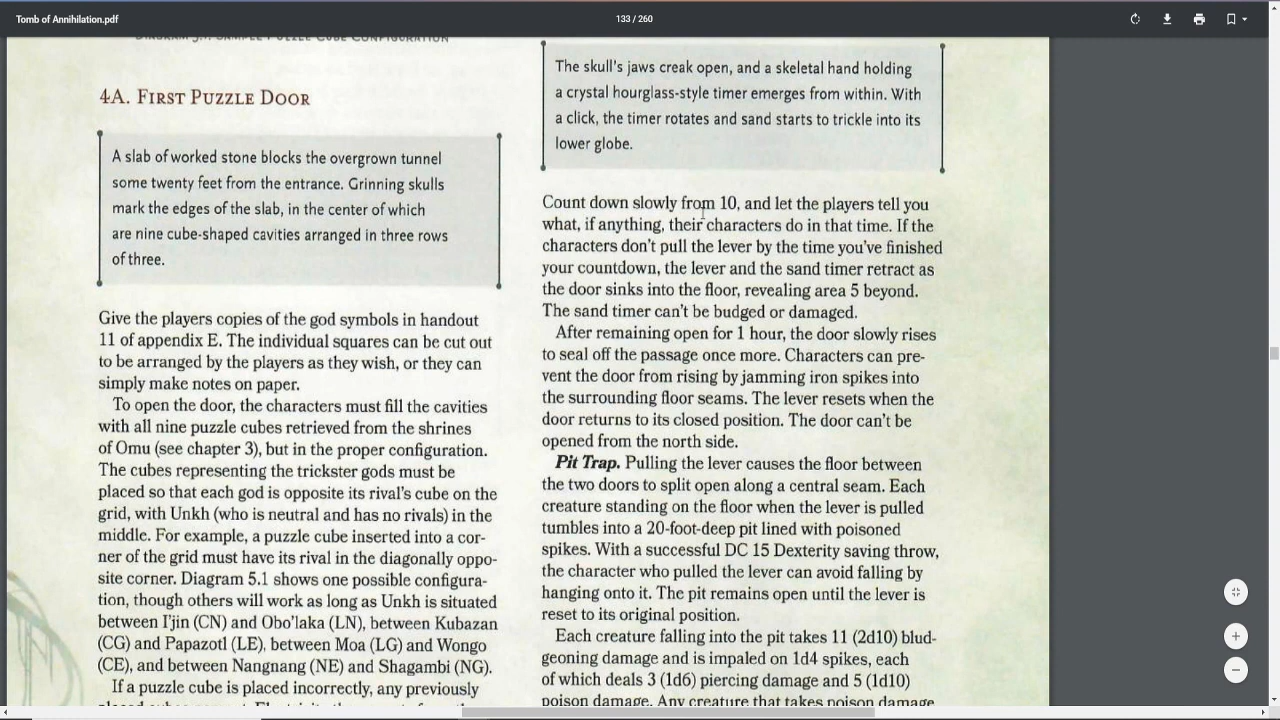 Tomb of Annihilation.pdf
133 / 260
DIAGRAM 5.1: SAMPLE PUZZLE CUBE CONFIGURATION
4A. FIRST PUZZLE DOOR
A slab of worked stone blocks the overgrown tunnel
some twenty feet from the entrance. Grinning skulls
mark the edges of the slab, in the center of which
are nine cube-shaped cavities arranged in three rows
of three.
Give the players copies of the god symbols in handout
11 of appendix E. The individual squares can be cut out
to be arranged by the players as they wish, or they can
simply make notes on paper.
To open the door, the characters must fill the cavities
with all nine puzzle cubes retrieved from the shrines
of Omu (see chapter 3), but in the proper configuration.
The cubes representing the trickster gods must be
placed so that each god is opposite its rival's cube on the
grid, with Unkh (who is neutral and has no rivals) in the
middle. For example, a puzzle cube inserted into a cor-
ner of the grid must have its rival in the diagonally oppo-
site corner. Diagram 5.1 shows one possible configura-
tion, though others will work as long as Unkh is situated
between I'jin (CN) and Obo'laka (LN), between Kubazan
(CG) and Papazotl (LE), between Moa (LG) and Wongo
(CE), and between Nangnang (NE) and Shagambi (NG).
If a puzzle cube is placed incorrectly, any previously
The skull's jaws creak open, and a skeletal hand holding
a crystal hourglass-style timer emerges from within. With
a click, the timer rotates and sand starts to trickle into its
lower globe.
Count down slowly from 10, and let the players tell you
what, if anything, their characters do in that time. If the
characters don't pull the lever by the time you've finished
your countdown, the lever and the sand timer retract as
the door sinks into the floor, revealing area 5 beyond.
The sand timer can't be budged or damaged.
After remaining open for 1 hour, the door slowly rises
to seal off the passage once more. Characters can pre-
vent the door from rising by jamming iron spikes into
the surrounding floor seams. The lever resets when the
door returns to its closed position. The door can't be
opened from the north side.
Pit Trap. Pulling the lever causes the floor between
the two doors to split open along a central seam. Each
creature standing on the floor when the lever is pulled
tumbles into a 20-foot-deep pit lined with poisoned
spikes. With a successful DC 15 Dexterity saving throw,
the character who pulled the lever can avoid falling by
hanging onto it. The pit remains open until the lever is
reset to its original position.
Each creature falling into the pit takes 11 (2d10) blud-
geoning damage and is impaled on 1d4 spikes, each
of which deals 3 (1d6) piercing damage and 5 (1d10)
poison damage. Any creature that takes poison damage